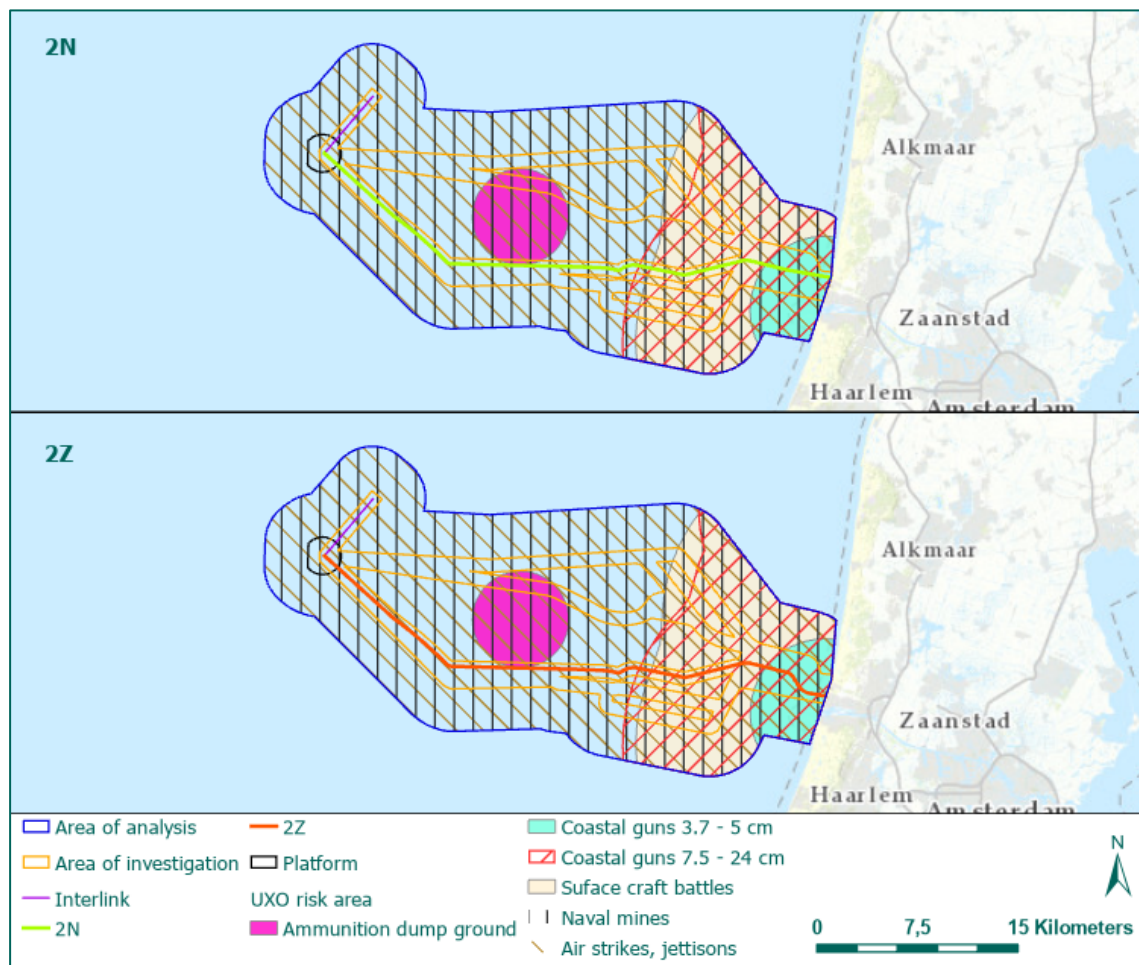 2N
Alkmaar
Zaanstad
Haarlem
Amsterdam
2Z
Alkmaar
Zaanstad
Haarlem
Amsterdam
Area of analysis
Area of investigation
Interlink
2N
2Z
Platform
UXO risk area
Ammunition dump ground
Coastal guns 3.7 - 5 cm
Coastal guns 7.5 - 24 cm
Suface craft battles
Naval mines
Air strikes, jettisons
N
0 7,5 15 Kilometers